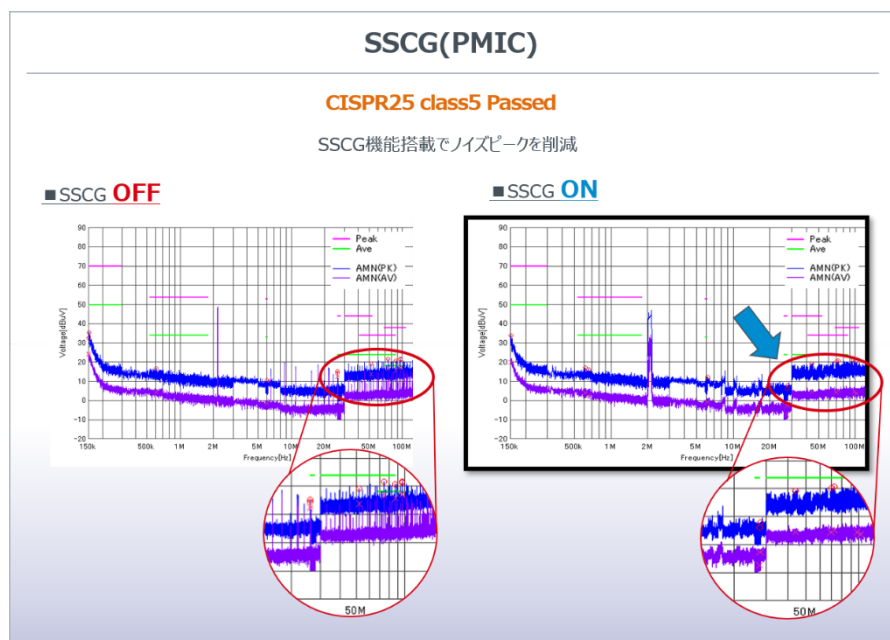 SSCG(PMIC)
CISPR25 class5 Passed
SSCG機能搭載でノイズピークを削減
■SSCG OFF
■SSCG ON
90
80
70
60
50
40
30
20
10
0
-10
-20
Voltage[dBuV]
Peak
Ave
AMN(PK)
AMN(AV)
150k 500k 1M 2M 5M 10M 20M 50M 100M
Frequency[Hz]
50M
90
80
70
60
50
40
30
20
10
0
-10
-20
Voltage[dBuV]
Peak
Ave
AMN(PK)
AMN(AV)
150k 500k 1M 2M 5M 10M 20M 50M 100M
Frequency[Hz]
50M